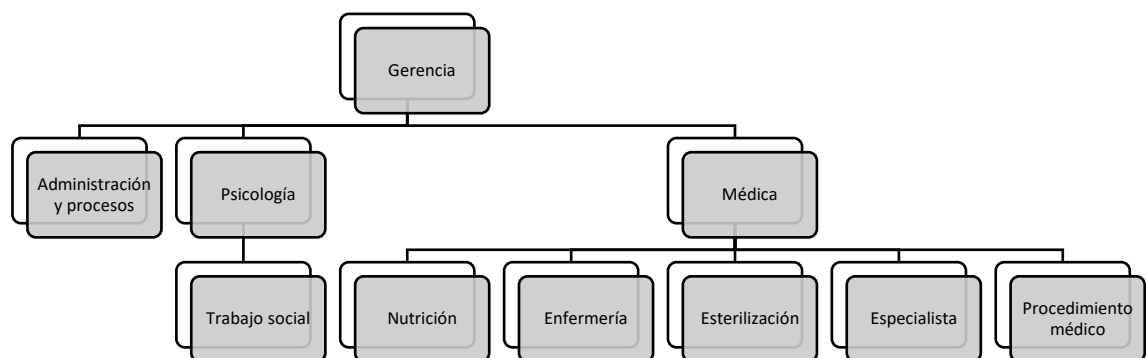 Gerencia
Administración
y procesos
Psicología
Médica
Trabajo social
Nutrición
Enfermería
Esterilización
Especialista
Procedimiento
médico